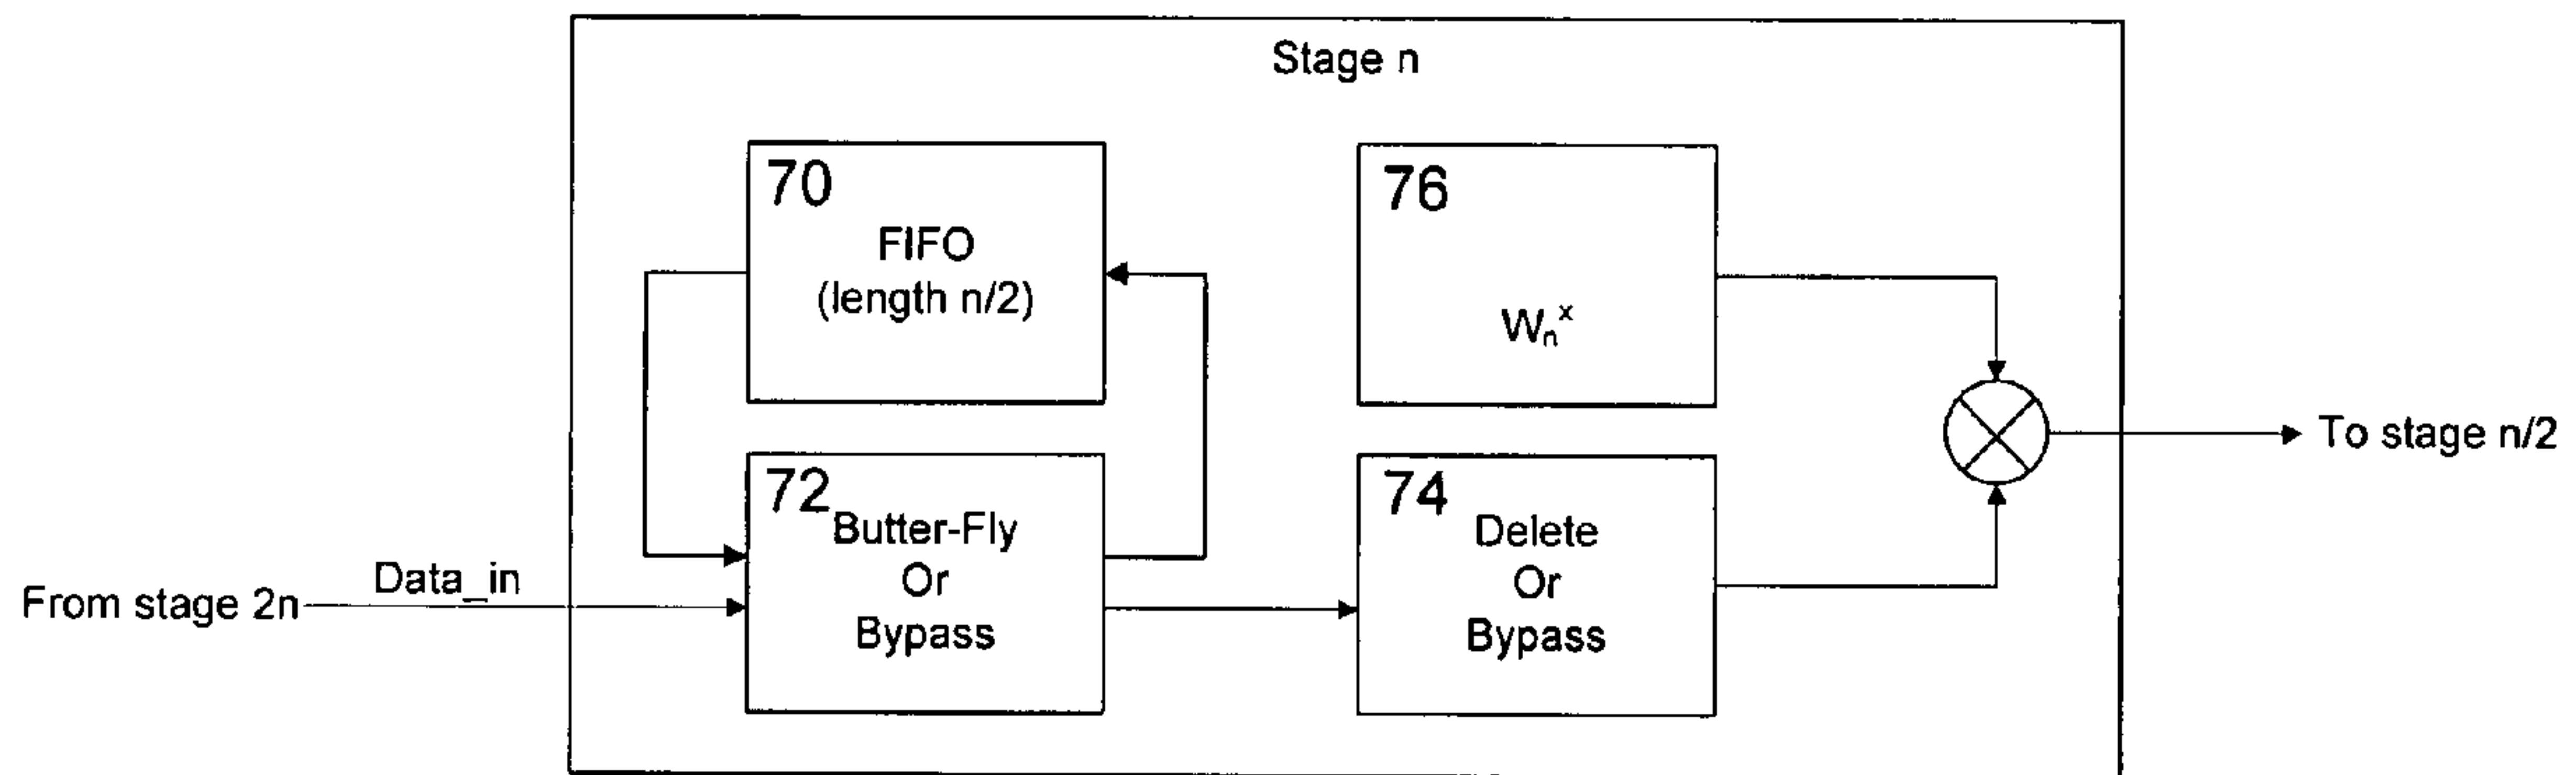 Stage n
70
FIFO
(length n/2)
76
Wₙˣ
To stage n/2
72
Butter-Fly
Or
Bypass
74
Delete
Or
Bypass
Data_in
From stage 2n